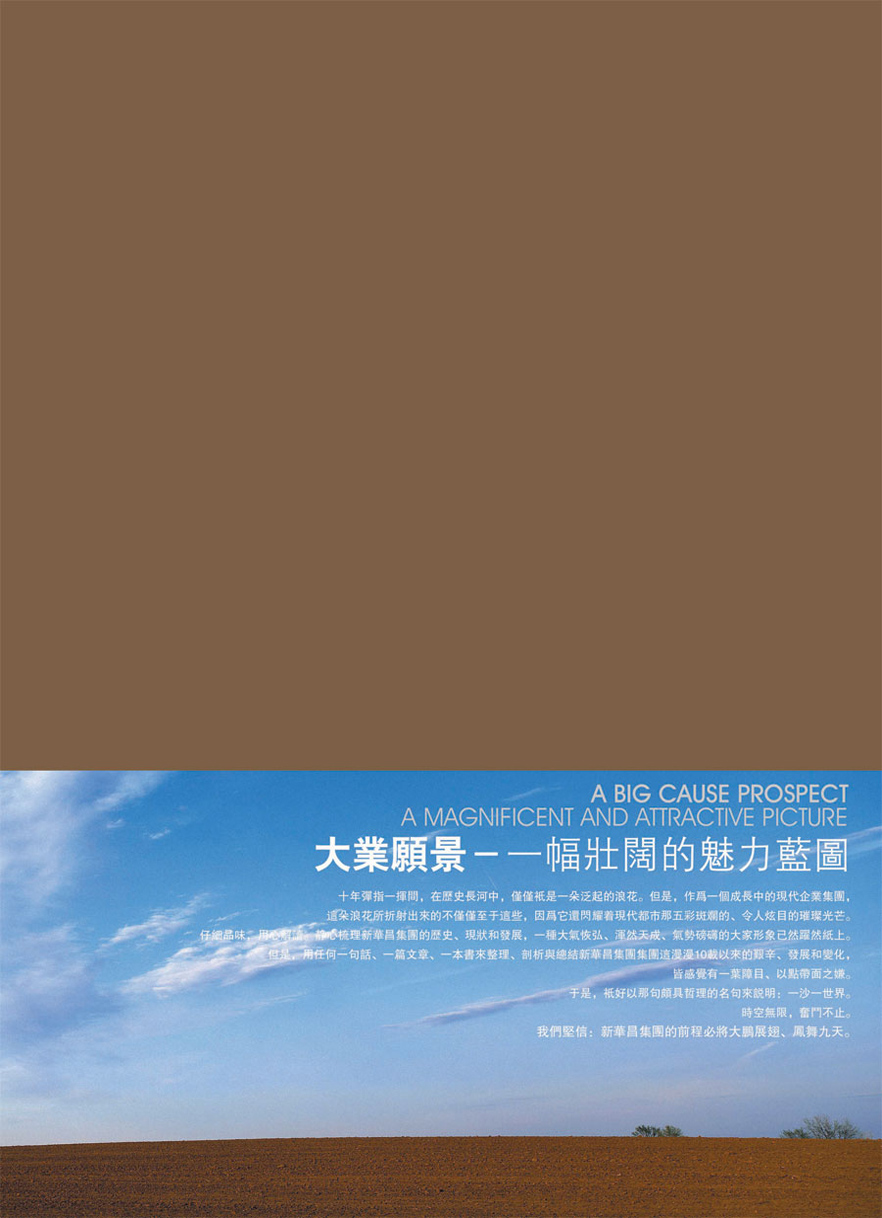 A BIG CAUSE PROSPECT
A MAGNIFICENT AND ATTRACTIVE PICTURE
大業願景－一幅壯闊的魅力藍圖
十年彈指一揮間，在歷史長河中，僅僅衹是一朵泛起的浪花。但是，作爲一個成長中的現代企業集團，
這朵浪花所折射出來的不僅僅至于這些，因爲它還閃耀着現代都市那五彩斑斕的、令人炫目的璀璨光芒。
仔細品味，用心解讀。靜心梳理新華昌集團的歷史、現狀和發展，一種大氣恢弘、渾然天成、氣勢磅礴的大家形象已然躍然紙上。
但是，用任何一句話、一篇文章、一本書來整理、剖析與總結新華昌集團集團這漫漫10載以來的艱辛、發展和變化，
皆感覺有一葉障目、以點帶面之嫌。
于是，衹好以那句頗具哲理的名句來説明：一沙一世界。
時空無限，奮鬥不止。
我們堅信：新華昌集團的前程必將大鵬展翅、鳳舞九天。